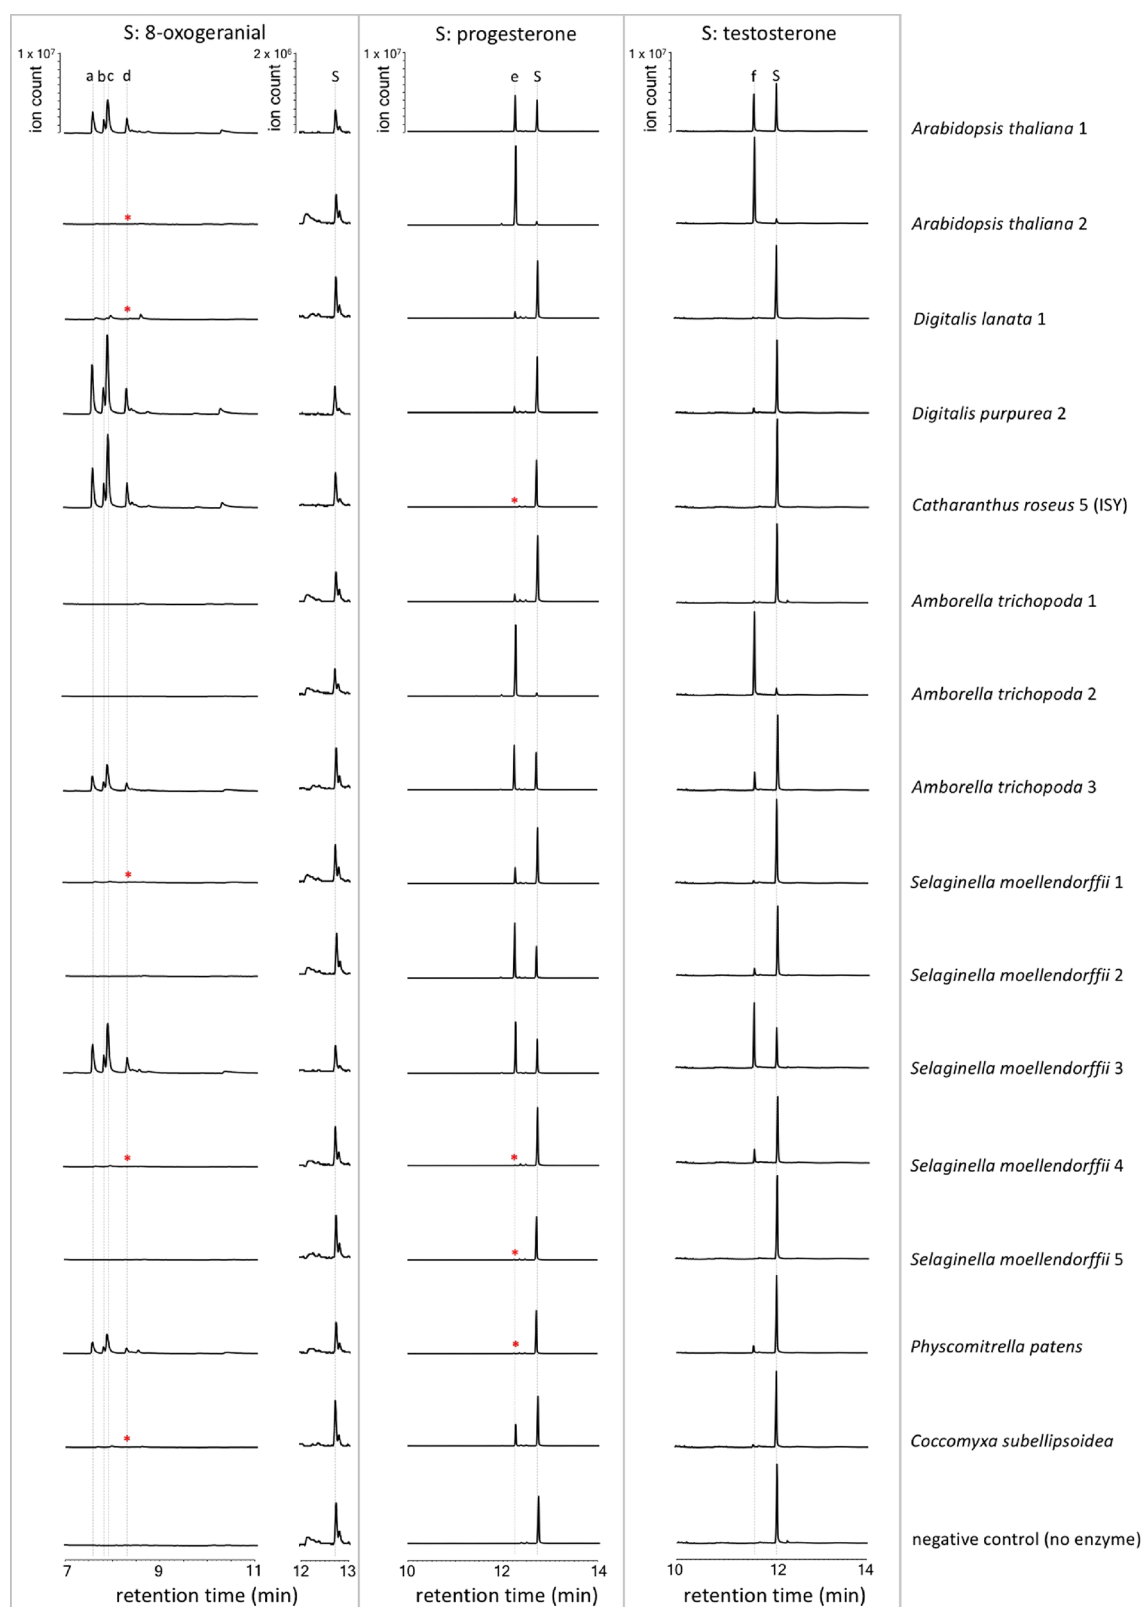 S: 8-oxogeranial
S: progesterone
S: testosterone
1 x 10⁷
2 x 10⁶
1 x 10⁷
1 x 10⁷
ion count
ion count
ion count
ion count
a b c d
S
e S
f S
Arabidopsis thaliana 1
*
Arabidopsis thaliana 2
*
Digitalis lanata 1
Digitalis purpurea 2
*
Catharanthus roseus 5 (ISY)
Amborella trichopoda 1
Amborella trichopoda 2
Amborella trichopoda 3
*
Selaginella moellendorffii 1
Selaginella moellendorffii 2
Selaginella moellendorffii 3
* *
Selaginella moellendorffii 4
*
Selaginella moellendorffii 5
*
Physcomitrella patens
*
Coccomyxa subellipsoidea
negative control (no enzyme)
7 9 11 12 13
10 12 14
10 12 14
retention time (min)
retention time (min)
retention time (min)